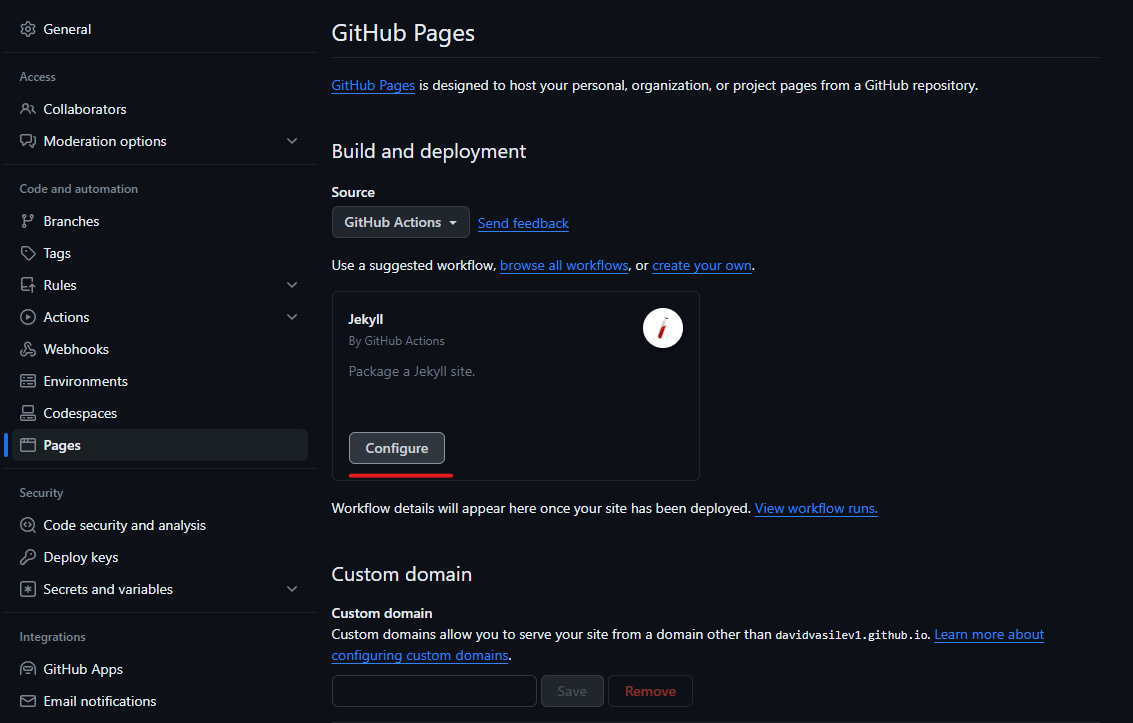 General
Access
Collaborators
Moderation options
Code and automation
Branches
Tags
Rules
Actions
Webhooks
Environments
Codespaces
Pages
Security
Code security and analysis
Deploy keys
Secrets and variables
Integrations
GitHub Apps
Email notifications
GitHub Pages
GitHub Pages is designed to host your personal, organization, or project pages from a GitHub repository.
Build and deployment
Source
GitHub Actions
Send feedback
Use a suggested workflow, browse all workflows, or create your own.
Jekyll
By GitHub Actions
Package a Jekyll site.
Configure
Workflow details will appear here once your site has been deployed. View workflow runs.
Custom domain
Custom domain
Custom domains allow you to serve your site from a domain other than davidvasilev1.github.io. Learn more about
configuring custom domains.
Save
Remove